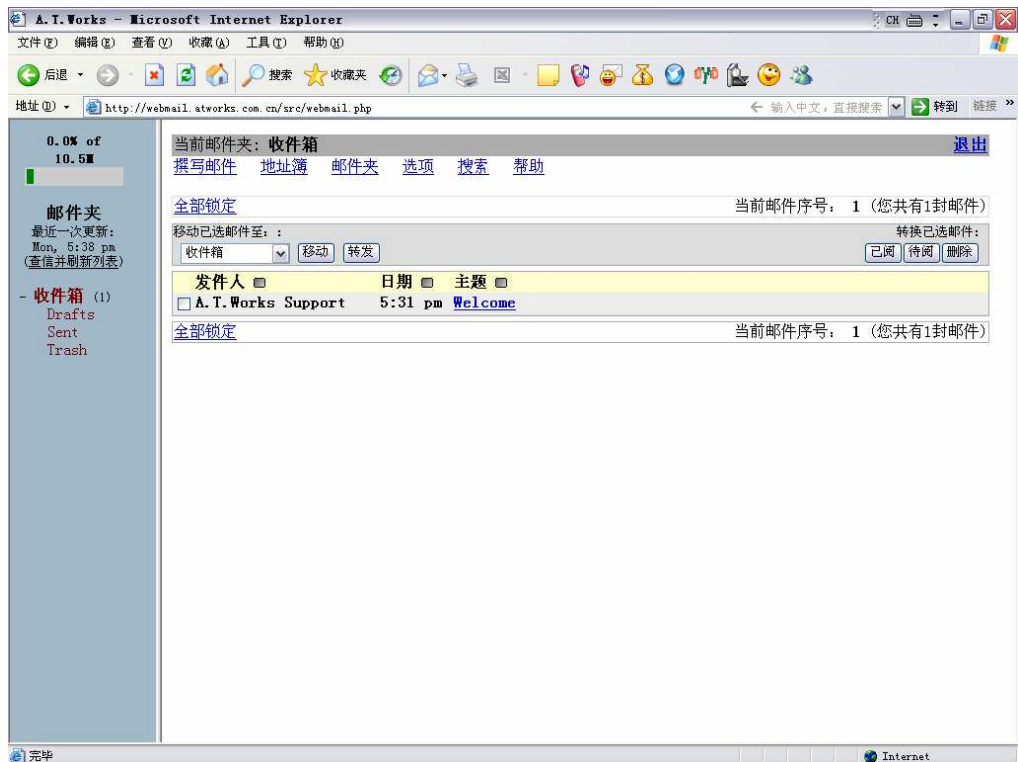 A.T.Works - Microsoft Internet Explorer
CH
文件(F) 编辑(E) 查看(V) 收藏(A) 工具(T) 帮助(H)
后退 搜索 收藏夹
地址(D) http://webmail.atworks.com.cn/src/webmail.php ← 输入中文，直接搜索 转到 链接 »
0.0% of
10.5M
邮件夹
最近一次更新:
Mon, 5:38 pm
(查信并刷新列表)
- 收件箱 (1)
Drafts
Sent
Trash
当前邮件夹: 收件箱 退出
撰写邮件 地址簿 邮件夹 选项 搜索 帮助
全部锁定 当前邮件序号: 1 (您共有1封邮件)
移动已选邮件至: : 转换已选邮件:
收件箱 移动 转发 已阅 待阅 删除
发件人 日期 主题
A.T.Works Support 5:31 pm Welcome
全部锁定 当前邮件序号: 1 (您共有1封邮件)
完毕 Internet